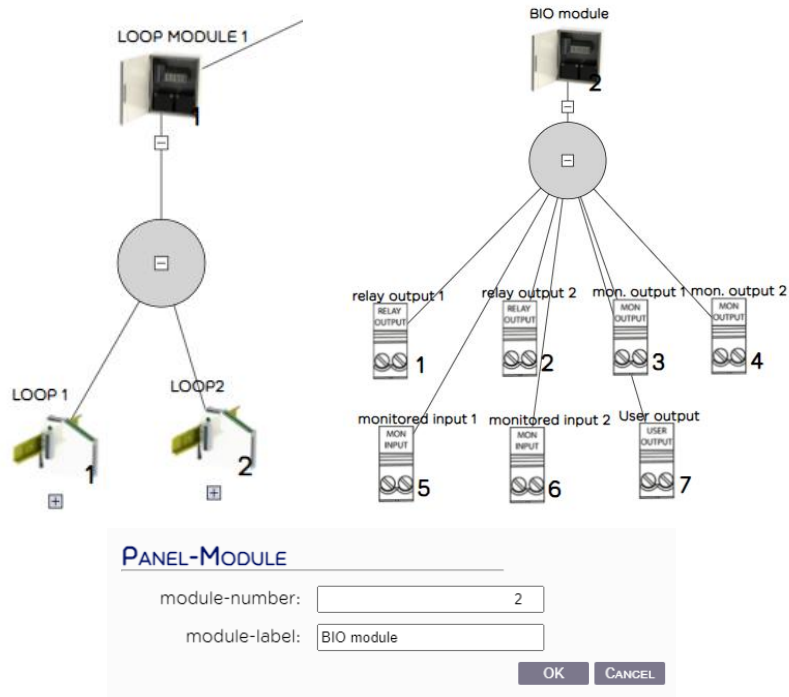 LOOP MODULE 1
1
LOOP 1
1
LOOP2
2
BIO module
2
relay output 1
RELAY
OUTPUT
1
relay output 2
RELAY
OUTPUT
2
mon. output 1
MON
OUTPUT
3
mon. output 2
MON
OUTPUT
4
monitored input 1
MON
INPUT
5
monitored input 2
MON
INPUT
6
User output
USER
OUTPUT
7
PANEL-MODULE
module-number: 2
module-label: BIO module
OK CANCEL